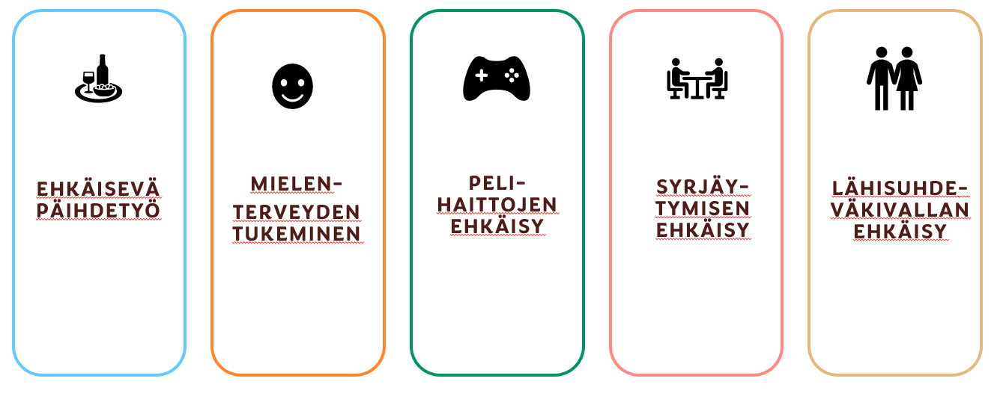 EHKÄISEVÄ
PÄIHDETYÖ
MIELEN-
TERVEYDEN
TUKEMINEN
PELI-
HAITTOJEN
EHKÄISY
SYRJÄY-
TYMISEN
EHKÄISY
LÄHISUHDE-
VÄKIVALLAN
EHKÄISY